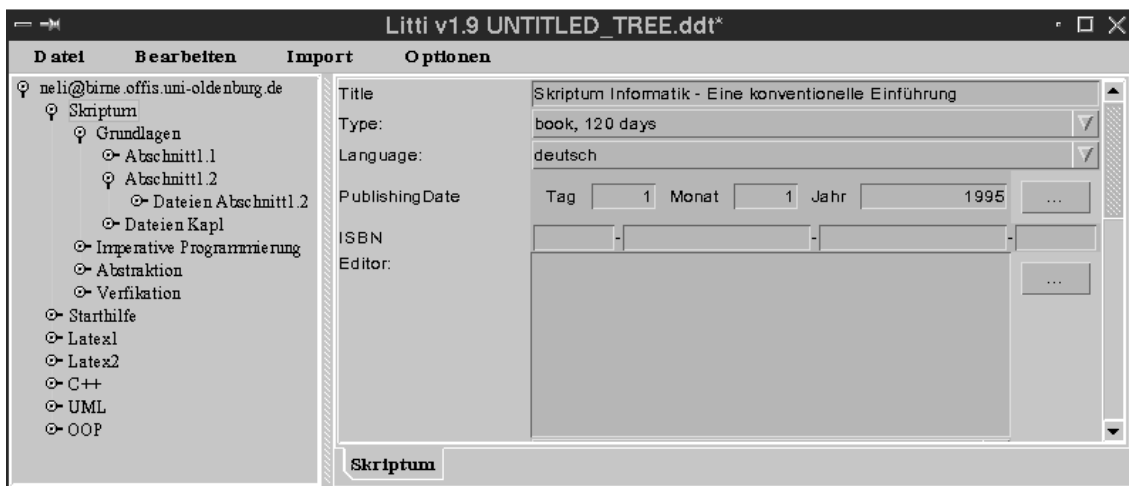 Litti v1.9 UNTITLED_TREE.ddt*
Datei Bearbeiten Import Optionen
neli@birne.offis.uni-oldenburg.de
Skriptum
Grundlagen
Abschnitt1.1
Abschnitt1.2
Dateien Abschnitt1.2
Dateien Kap1
Imperative Programmierung
Abstraktion
Verfikation
Starthilfe
Latex1
Latex2
C++
UML
OOP
Title Skriptum Informatik - Eine konventionelle Einführung
Type: book, 120 days
Language: deutsch
PublishingDate Tag 1 Monat 1 Jahr 1995 ...
ISBN - - -
Editor: ...
Skriptum